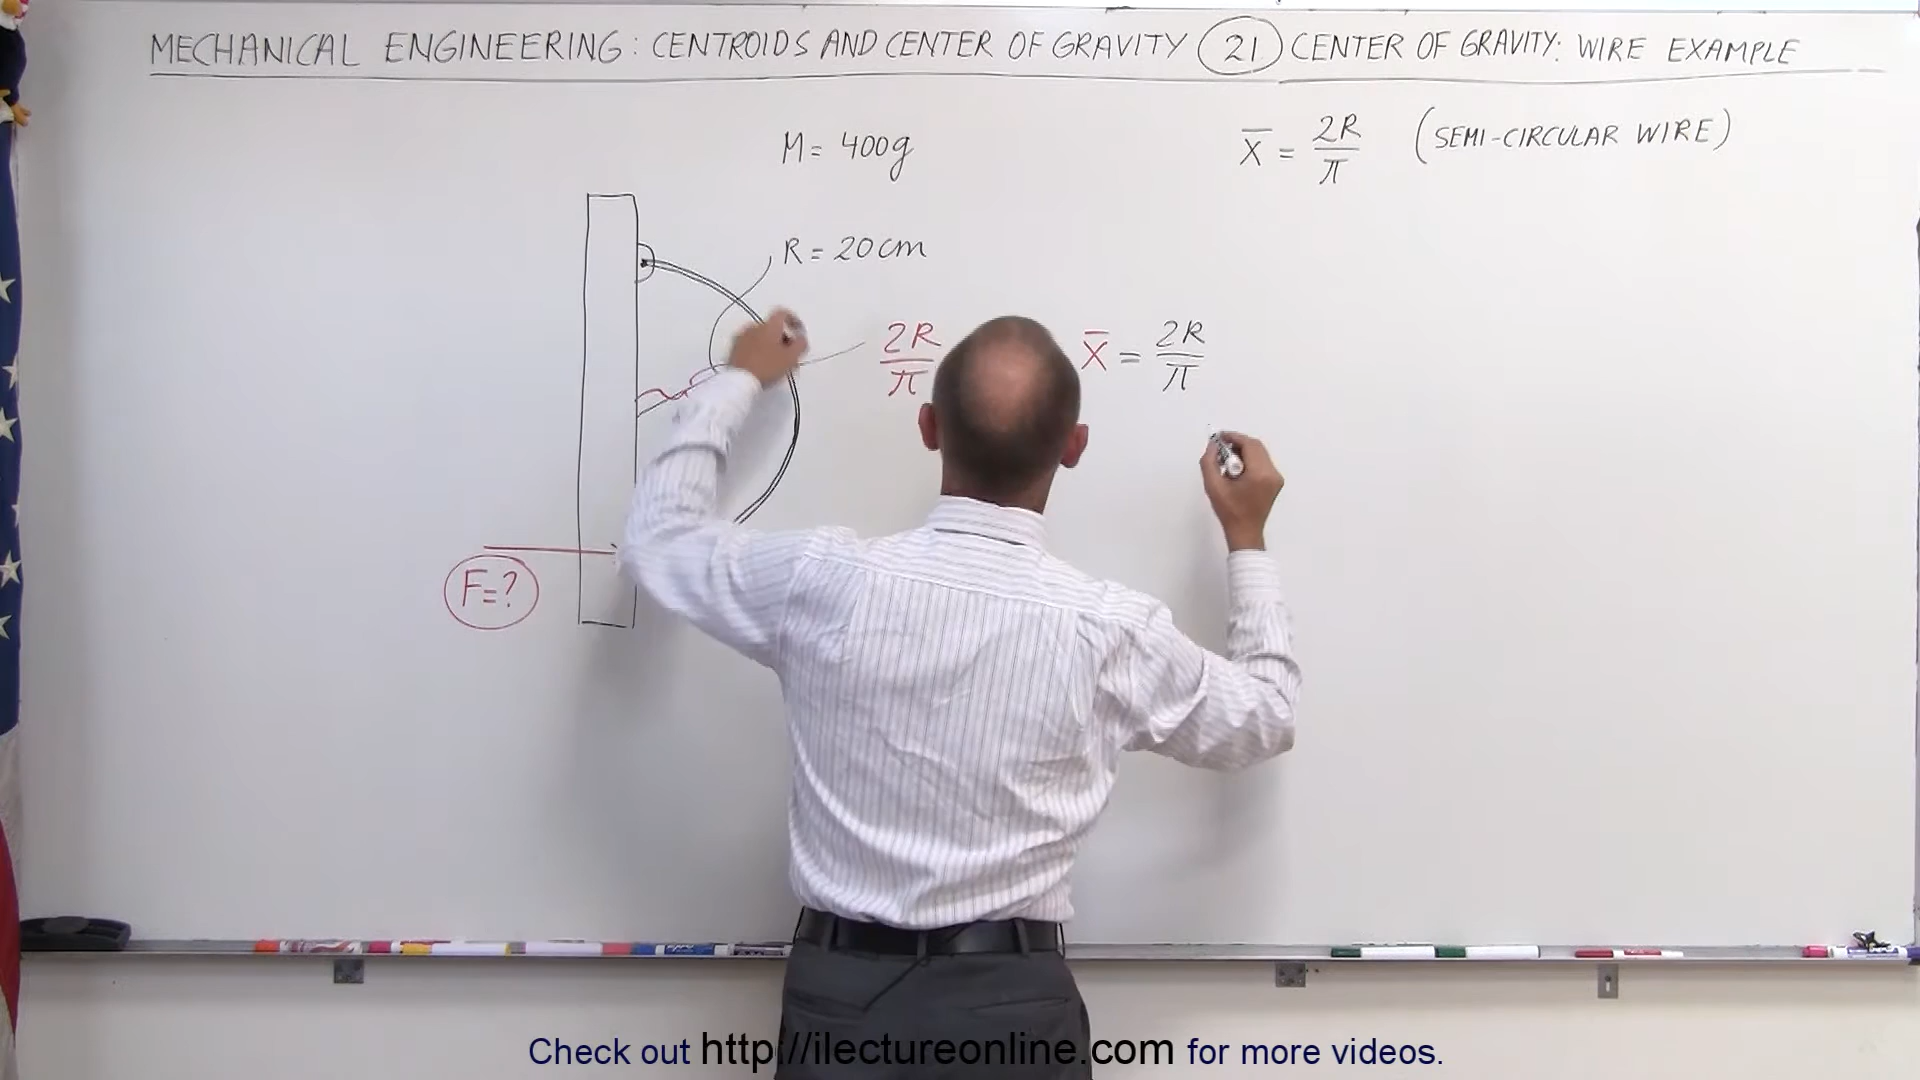 MECHANICAL ENGINEERING: CENTROIDS AND CENTER OF GRAVITY (21) CENTER OF GRAVITY: WIRE EXAMPLE
M = 400g
X̄ = 2R/π (SEMI-CIRCULAR WIRE)
R = 20cm
2R/π
X̄ = 2R/π
F=?
Check out http://ilectureonline.com for more videos.